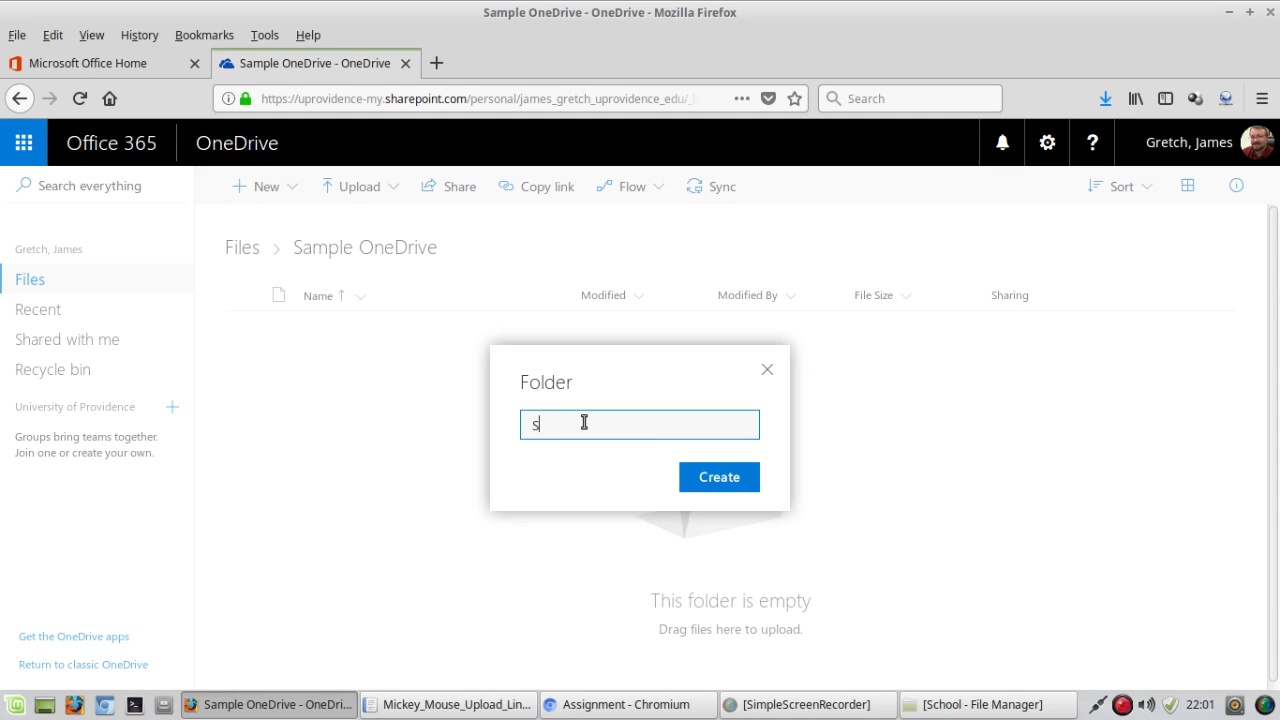 Sample OneDrive - OneDrive - Mozilla Firefox
File Edit View History Bookmarks Tools Help
Microsoft Office Home Sample OneDrive - OneDrive
https://uprovidence-my.sharepoint.com/personal/james_gretch_uprovidence_edu/_ Search
Office 365 OneDrive Gretch, James
Search everything New Upload Share Copy link Flow Sync Sort
Gretch, James
Files > Sample OneDrive
Files
Name Modified Modified By File Size Sharing
Recent
Shared with me
Recycle bin
Folder
University of Providence
s
Groups bring teams together.
Join one or create your own.
Create
This folder is empty
Drag files here to upload.
Get the OneDrive apps
Return to classic OneDrive
Sample OneDrive - OneDri... Mickey_Mouse_Upload_Lin... Assignment - Chromium [SimpleScreenRecorder] [School - File Manager] 22:01